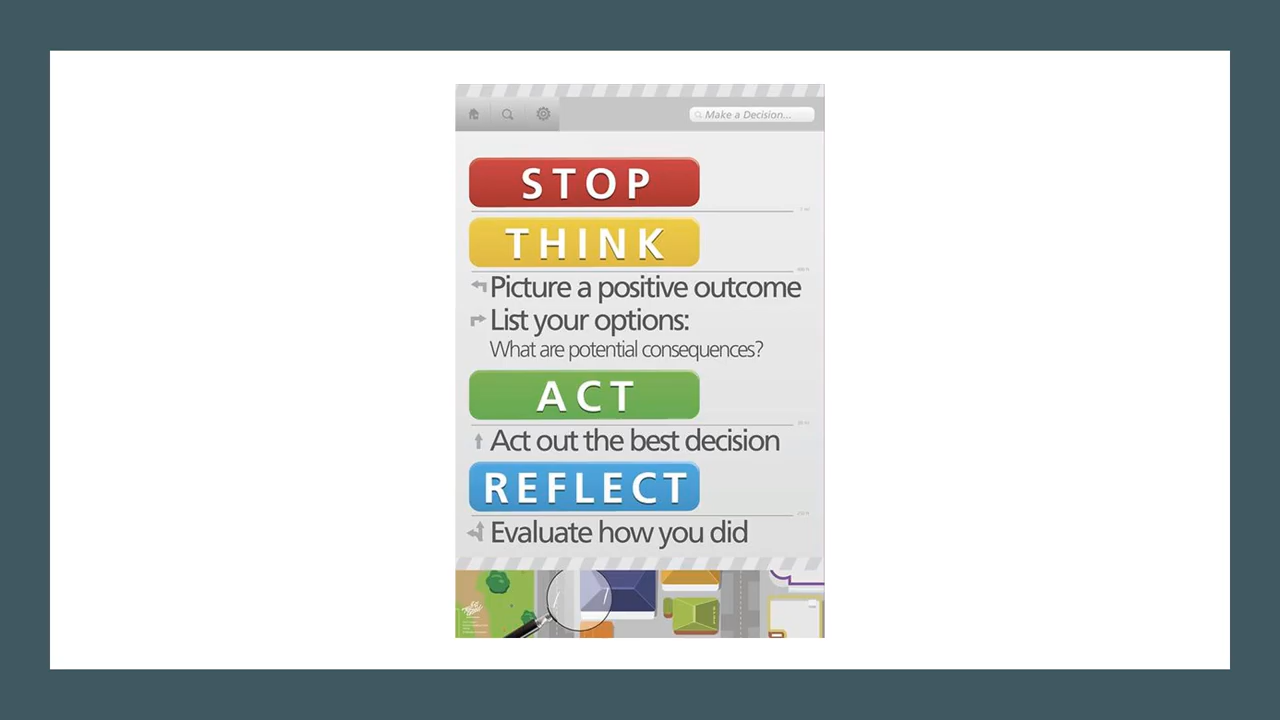 Make a Decision...
STOP
THINK
Picture a positive outcome
List your options:
What are potential consequences?
ACT
Act out the best decision
REFLECT
Evaluate how you did